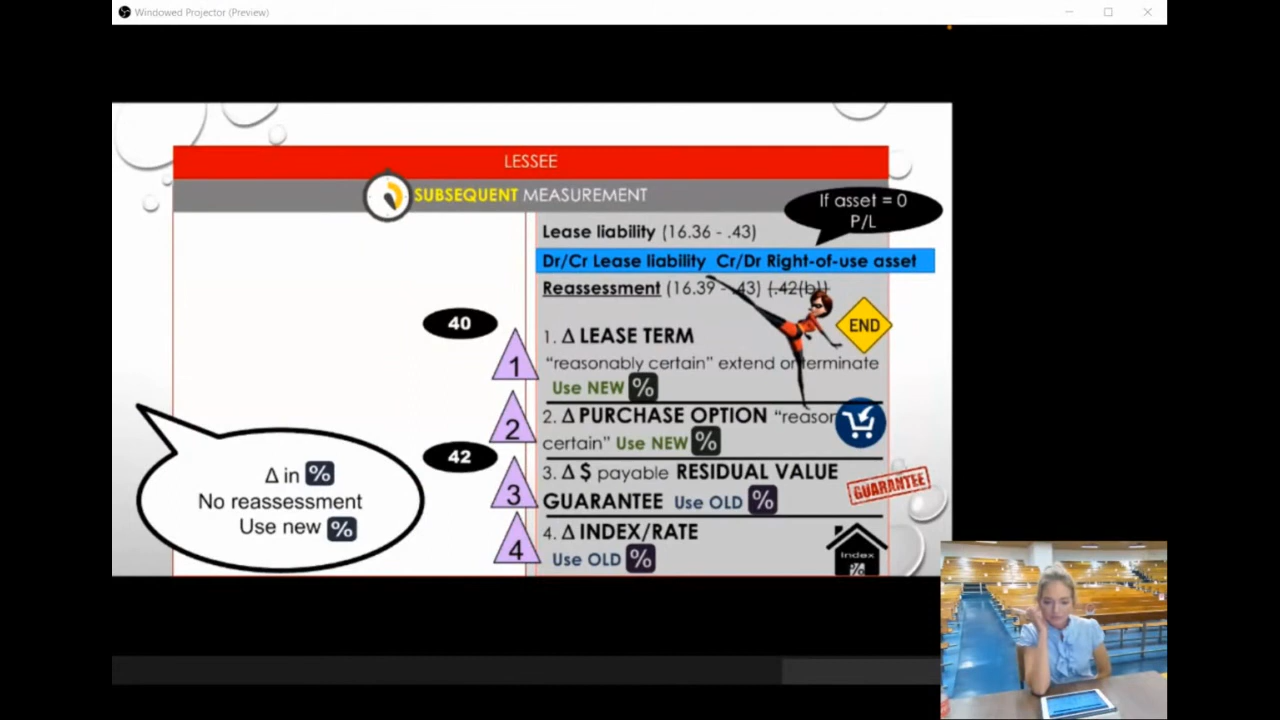 Windowed Projector (Preview)
LESSEE
SUBSEQUENT MEASUREMENT
If asset = 0
P/L
Lease liability (16.36 - .43)
Dr/Cr Lease liability Cr/Dr Right-of-use asset
Reassessment (16.39 - .43) (.42(b))
40
END
1. Δ LEASE TERM
1
"reasonably certain" extend or terminate
Use NEW %
2. Δ PURCHASE OPTION "reason
2
certain" Use NEW %
42
3. Δ $ payable RESIDUAL VALUE
3
GUARANTEE Use OLD %
GUARANTEE
4. Δ INDEX/RATE
4
Use OLD %
Index
%
Δ in %
No reassessment
Use new %